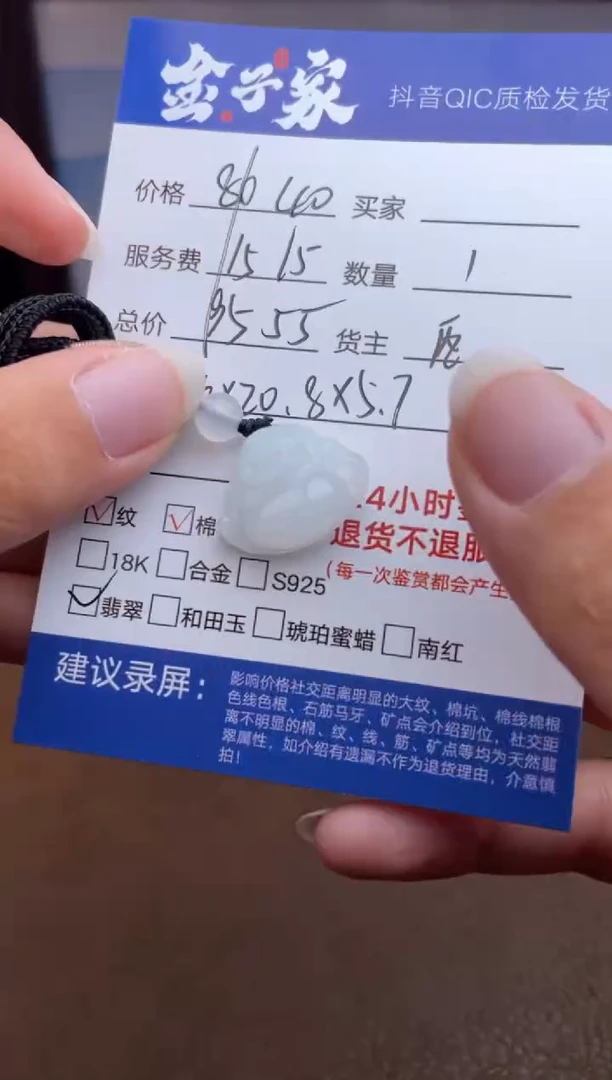 金子家
抖音QIC质检发货
价格 80 40 买家
服务费 15 15 数量 1
总价 95 55 货主
×20.8×5.7
纹 棉
4小时
退货不退服
18K 合金 S925 (每一次鉴赏都会产生
翡翠 和田玉 琥珀蜜蜡 南红
建议录屏：
影响价格社交距离明显的大纹、棉坑、棉线棉根
色线色根、石筋马牙、矿点会介绍到位，社交距
离不明显的棉、纹、线、筋、矿点等均为天然翡
翠属性，如介绍有遗漏不作为退货理由，介意慎
拍！